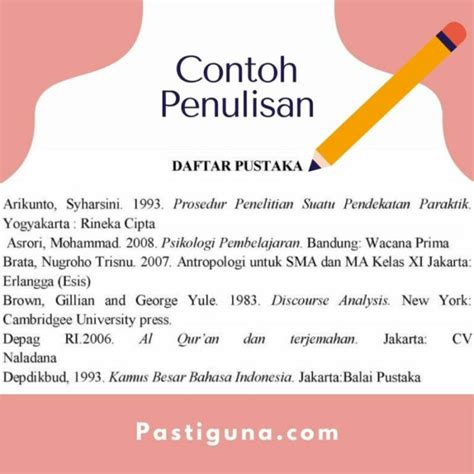 Contoh
Penulisan
DAFTAR PUSTAKA
Arikunto, Syharsini. 1993. Prosedur Penelitian Suatu Pendekatan Paraktik.
Yogyakarta : Rineka Cipta
Asrori, Mohammad. 2008. Psikologi Pembelajaran. Bandung: Wacana Prima
Brata, Nugroho Trisnu. 2007. Antropologi untuk SMA dan MA Kelas XI Jakarta:
Erlangga (Esis)
Brown, Gillian and George Yule. 1983. Discourse Analysis. New York:
Cambridgee University press.
Depag RI.2006. Al Qur'an dan terjemahan. Jakarta: CV
Naladana
Depdikbud, 1993. Kamus Besar Bahasa Indonesia. Jakarta:Balai Pustaka
Pastiguna.com